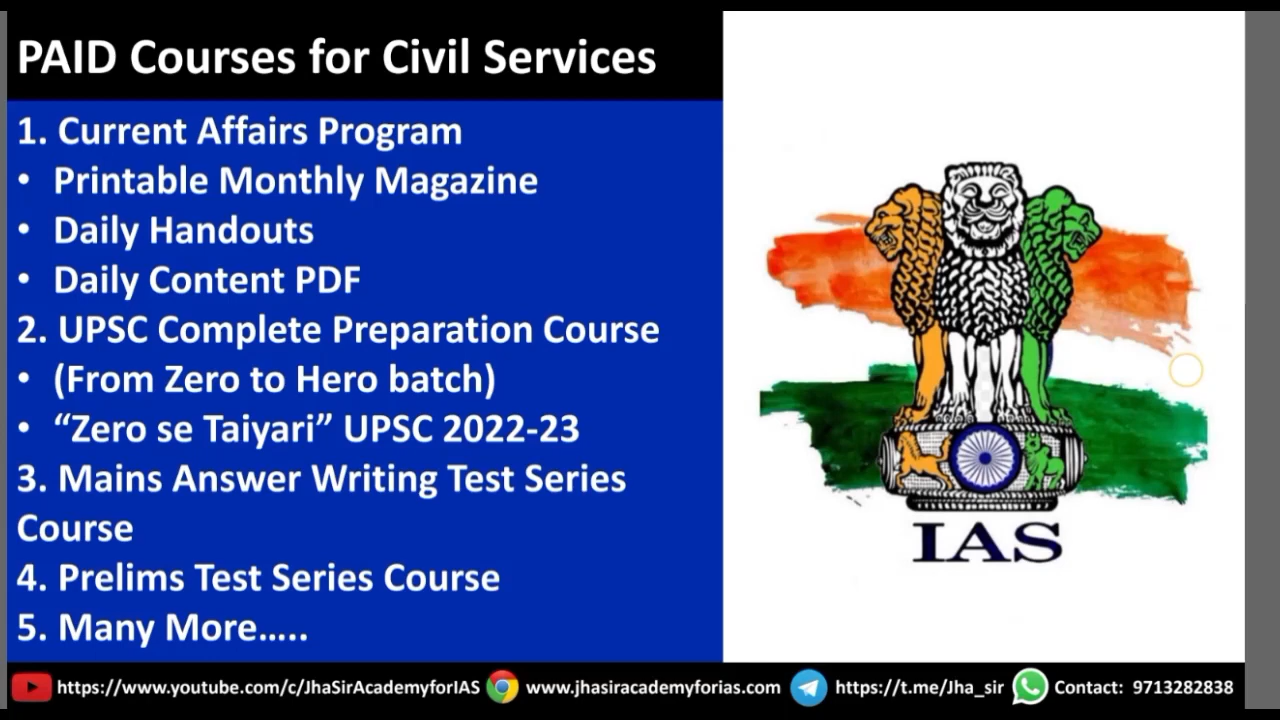 PAID Courses for Civil Services
1. Current Affairs Program
• Printable Monthly Magazine
• Daily Handouts
• Daily Content PDF
2. UPSC Complete Preparation Course
• (From Zero to Hero batch)
• “Zero se Taiyari” UPSC 2022-23
3. Mains Answer Writing Test Series
Course
4. Prelims Test Series Course
5. Many More.....
IAS
https://www.youtube.com/c/JhaSirAcademyforIAS www.jhasiracademyforias.com https://t.me/Jha_sir Contact: 9713282838